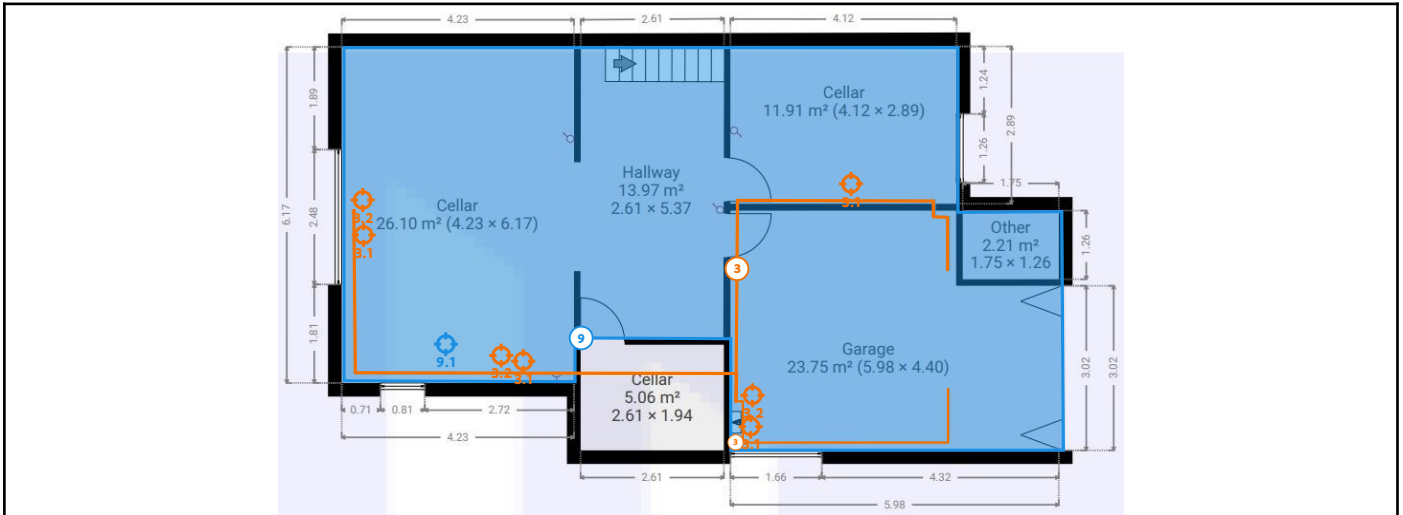 4.23
2.61
4.12
1.89
2.48
1.81
6.17
1.24
1.26
2.89
1.75
1.26
3.02
3.02
Cellar
11.91 m² (4.12 × 2.89)
Hallway
13.97 m²
2.61 × 5.37
Cellar
26.10 m² (4.23 × 6.17)
3.2
3.1
3.1
Other
2.21 m²
1.75 × 1.26
3
9
9.1
3.2
3.1
Garage
23.75 m² (5.98 × 4.40)
Cellar
5.06 m²
2.61 × 1.94
3.2
3.1
3
0.71
0.81
2.72
4.23
2.61
1.66
4.32
5.98